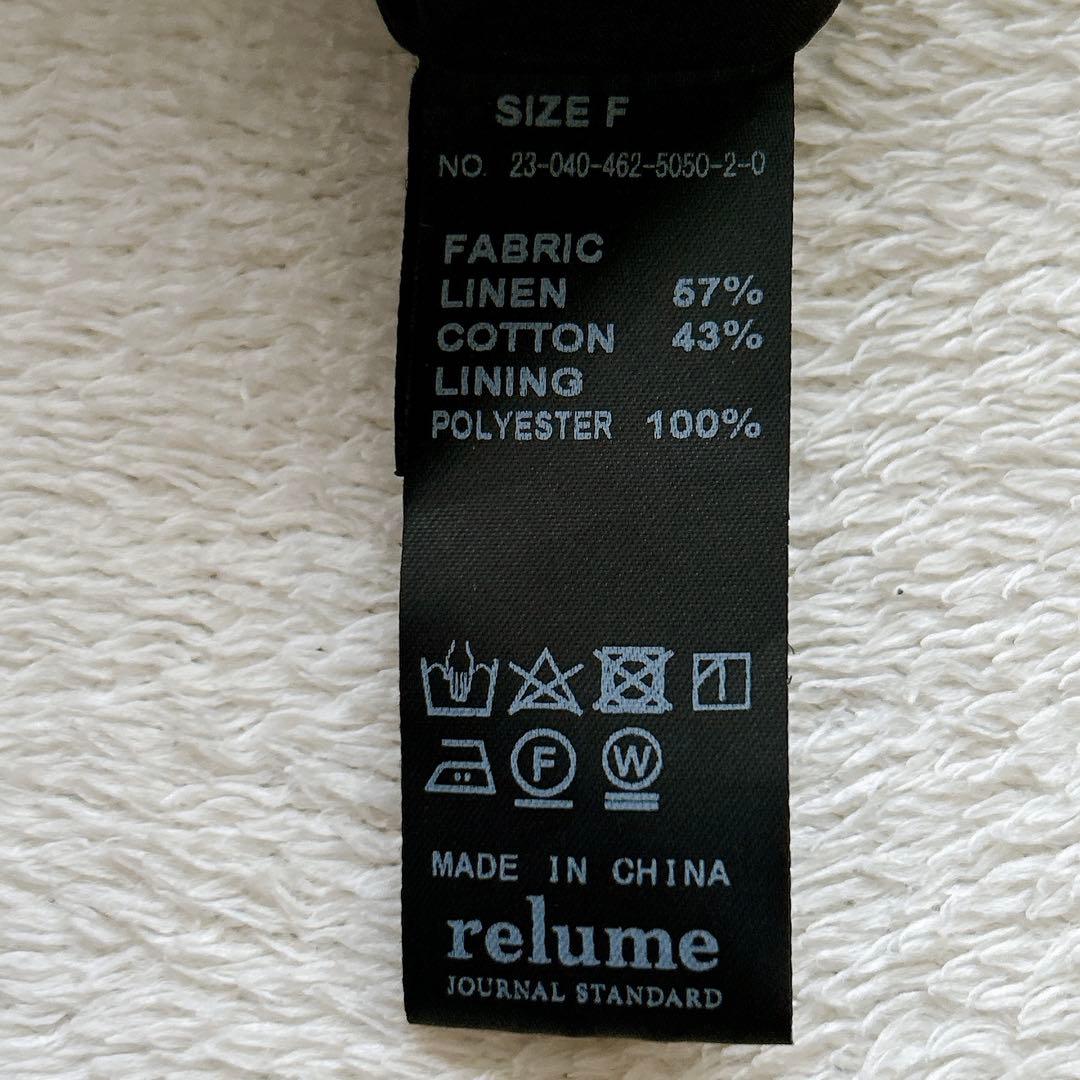 SIZE F
NO. 23-040-462-5050-2-0
FABRIC
LINEN 57%
COTTON 43%
LINING
POLYESTER 100%
F W
MADE IN CHINA
relume
JOURNAL STANDARD